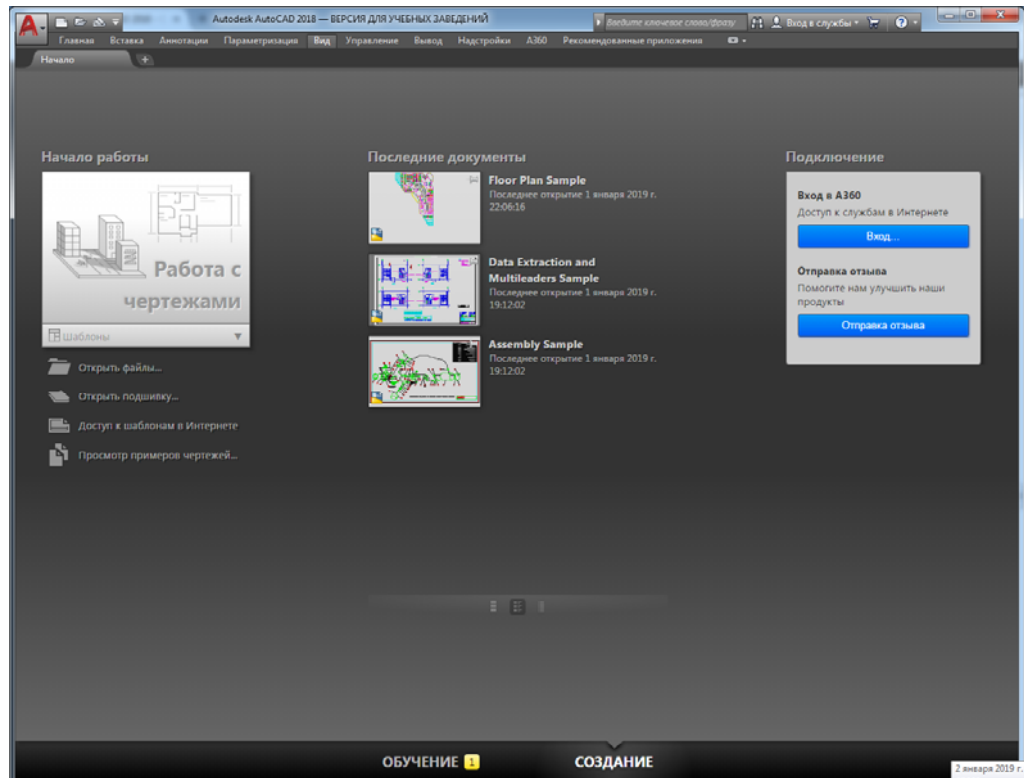 Autodesk AutoCAD 2018 — ВЕРСИЯ ДЛЯ УЧЕБНЫХ ЗАВЕДЕНИЙ
Введите ключевое слово/фразу
Вход в службы
Главная Вставка Аннотации Параметризация Вид Управление Вывод Надстройки A360 Рекомендованные приложения
Начало
Начало работы
Работа с
чертежами
Шаблоны
Открыть файлы...
Открыть подшивку...
Доступ к шаблонам в Интернете
Просмотр примеров чертежей...
Последние документы
Floor Plan Sample
Последнее открытие 1 января 2019 г.
22:06:16
Data Extraction and
Multileaders Sample
Последнее открытие 1 января 2019 г.
19:12:02
Assembly Sample
Последнее открытие 1 января 2019 г.
19:12:02
Подключение
Вход в A360
Доступ к службам в Интернете
Вход...
Отправка отзыва
Помогите нам улучшить наши
продукты
Отправка отзыва
ОБУЧЕНИЕ 1
СОЗДАНИЕ
2 января 2019 г.